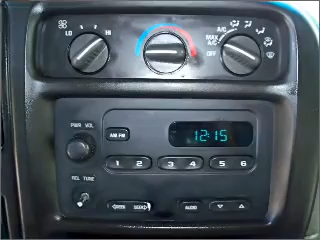 LO HI
A/C
MAX A/C
OFF
PWR VOL
AM FM
12:15
1 2 3 4 5 6
REL TUNE
SEEK
AUDIO